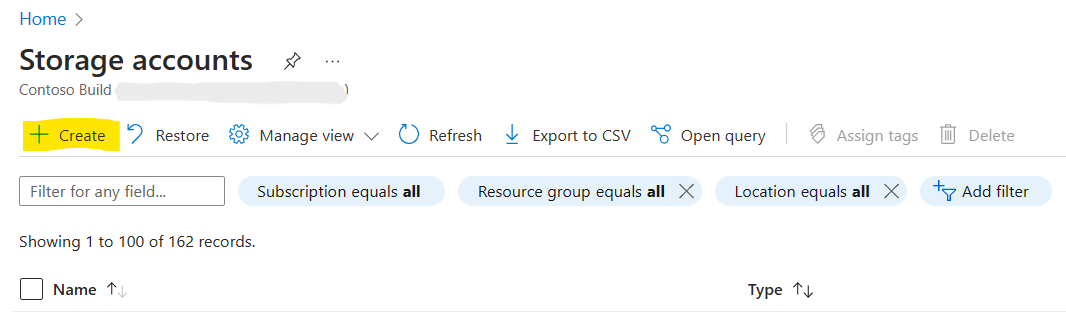 Home >
Storage accounts ...
Contoso Build )
+ Create Restore Manage view Refresh Export to CSV Open query Assign tags Delete
Filter for any field... Subscription equals all Resource group equals all Location equals all Add filter
Showing 1 to 100 of 162 records.
Name ↑↓ Type ↑↓